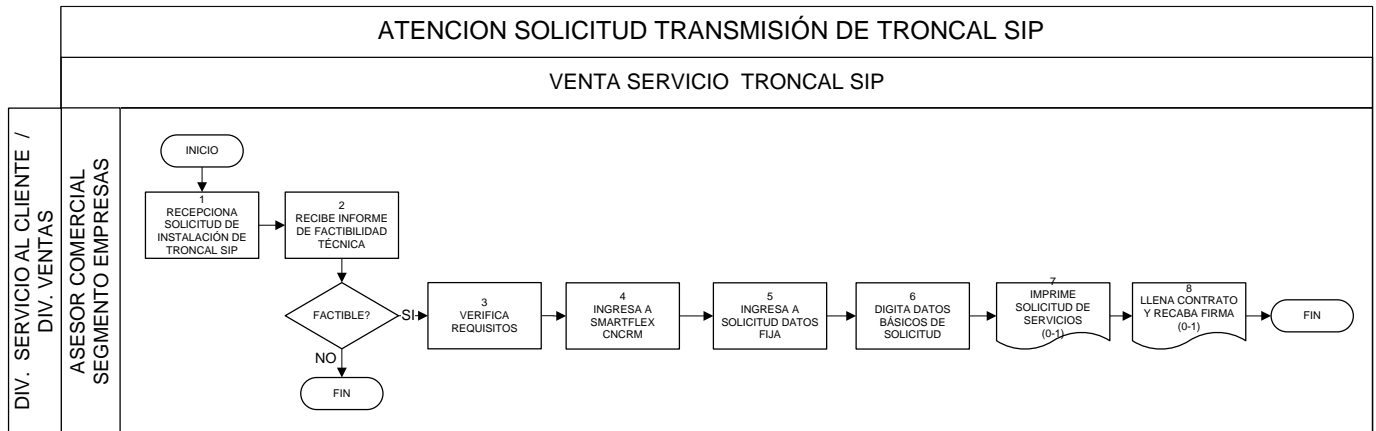 ATENCION SOLICITUD TRANSMISIÓN DE TRONCAL SIP
VENTA SERVICIO TRONCAL SIP
DIV. SERVICIO AL CLIENTE /
DIV. VENTAS
ASESOR COMERCIAL
SEGMENTO EMPRESAS
INICIO
1
RECEPCIONA
SOLICITUD DE
INSTALACIÓN DE
TRONCAL SIP
2
RECIBE INFORME
DE FACTIBILIDAD
TÉCNICA
FACTIBLE?
SI
NO
FIN
3
VERIFICA
REQUISITOS
4
INGRESA A
SMARTFLEX
CNCRM
5
INGRESA A
SOLICITUD DATOS
FIJA
6
DIGITA DATOS
BÁSICOS DE
SOLICITUD
7
IMPRIME
SOLICITUD DE
SERVICIOS
(0-1)
8
LLENA CONTRATO
Y RECABA FIRMA
(0-1)
FIN